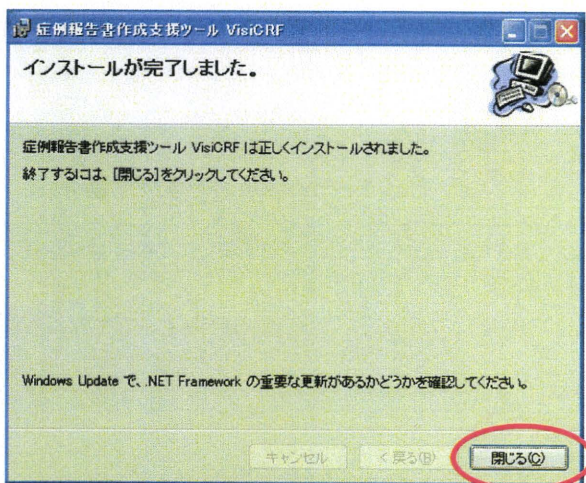 症例報告書作成支援ツール VisiCRF
インストールが完了しました。
症例報告書作成支援ツール VisiCRF は正しくインストールされました。
終了するには、[閉じる]をクリックしてください。
Windows Update で、.NET Framework の重要な更新があるかどうかを確認してください。
キャンセル
< 戻る(B)
閉じる(C)